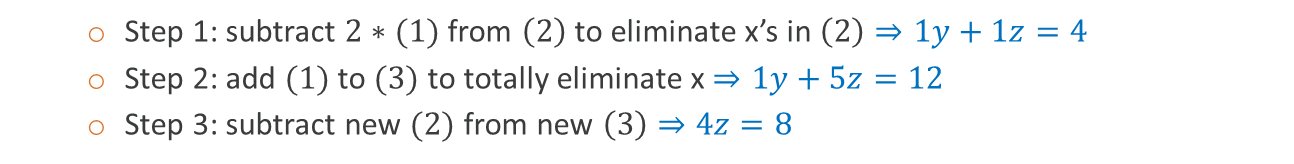 ○ Step 1: subtract 2 ∗ (1) from (2) to eliminate x’s in (2) ⇒ 1y + 1z = 4
○ Step 2: add (1) to (3) to totally eliminate x ⇒ 1y + 5z = 12
○ Step 3: subtract new (2) from new (3) ⇒ 4z = 8